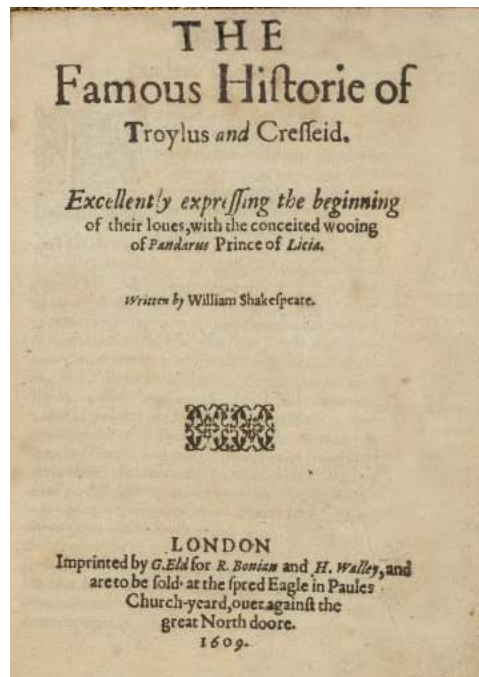 THE
Famous Hiſtorie of
Troylus and Creſſeid.
Excellently expreſſing the beginning
of their loues, with the conceited wooing
of Pandarus Prince of Licia.
Written by William Shakeſpeare.
LONDON
Imprinted by G. Eld for R. Bonian and H. Walley, and
are to be ſold at the ſpred Eagle in Paules
Church-yeard, ouer againſt the
great North doore.
1609.